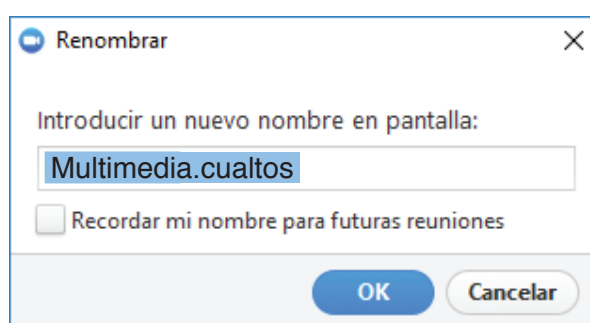 Renombrar
Introducir un nuevo nombre en pantalla:
Multimedia.cualtos
Recordar mi nombre para futuras reuniones
OK Cancelar